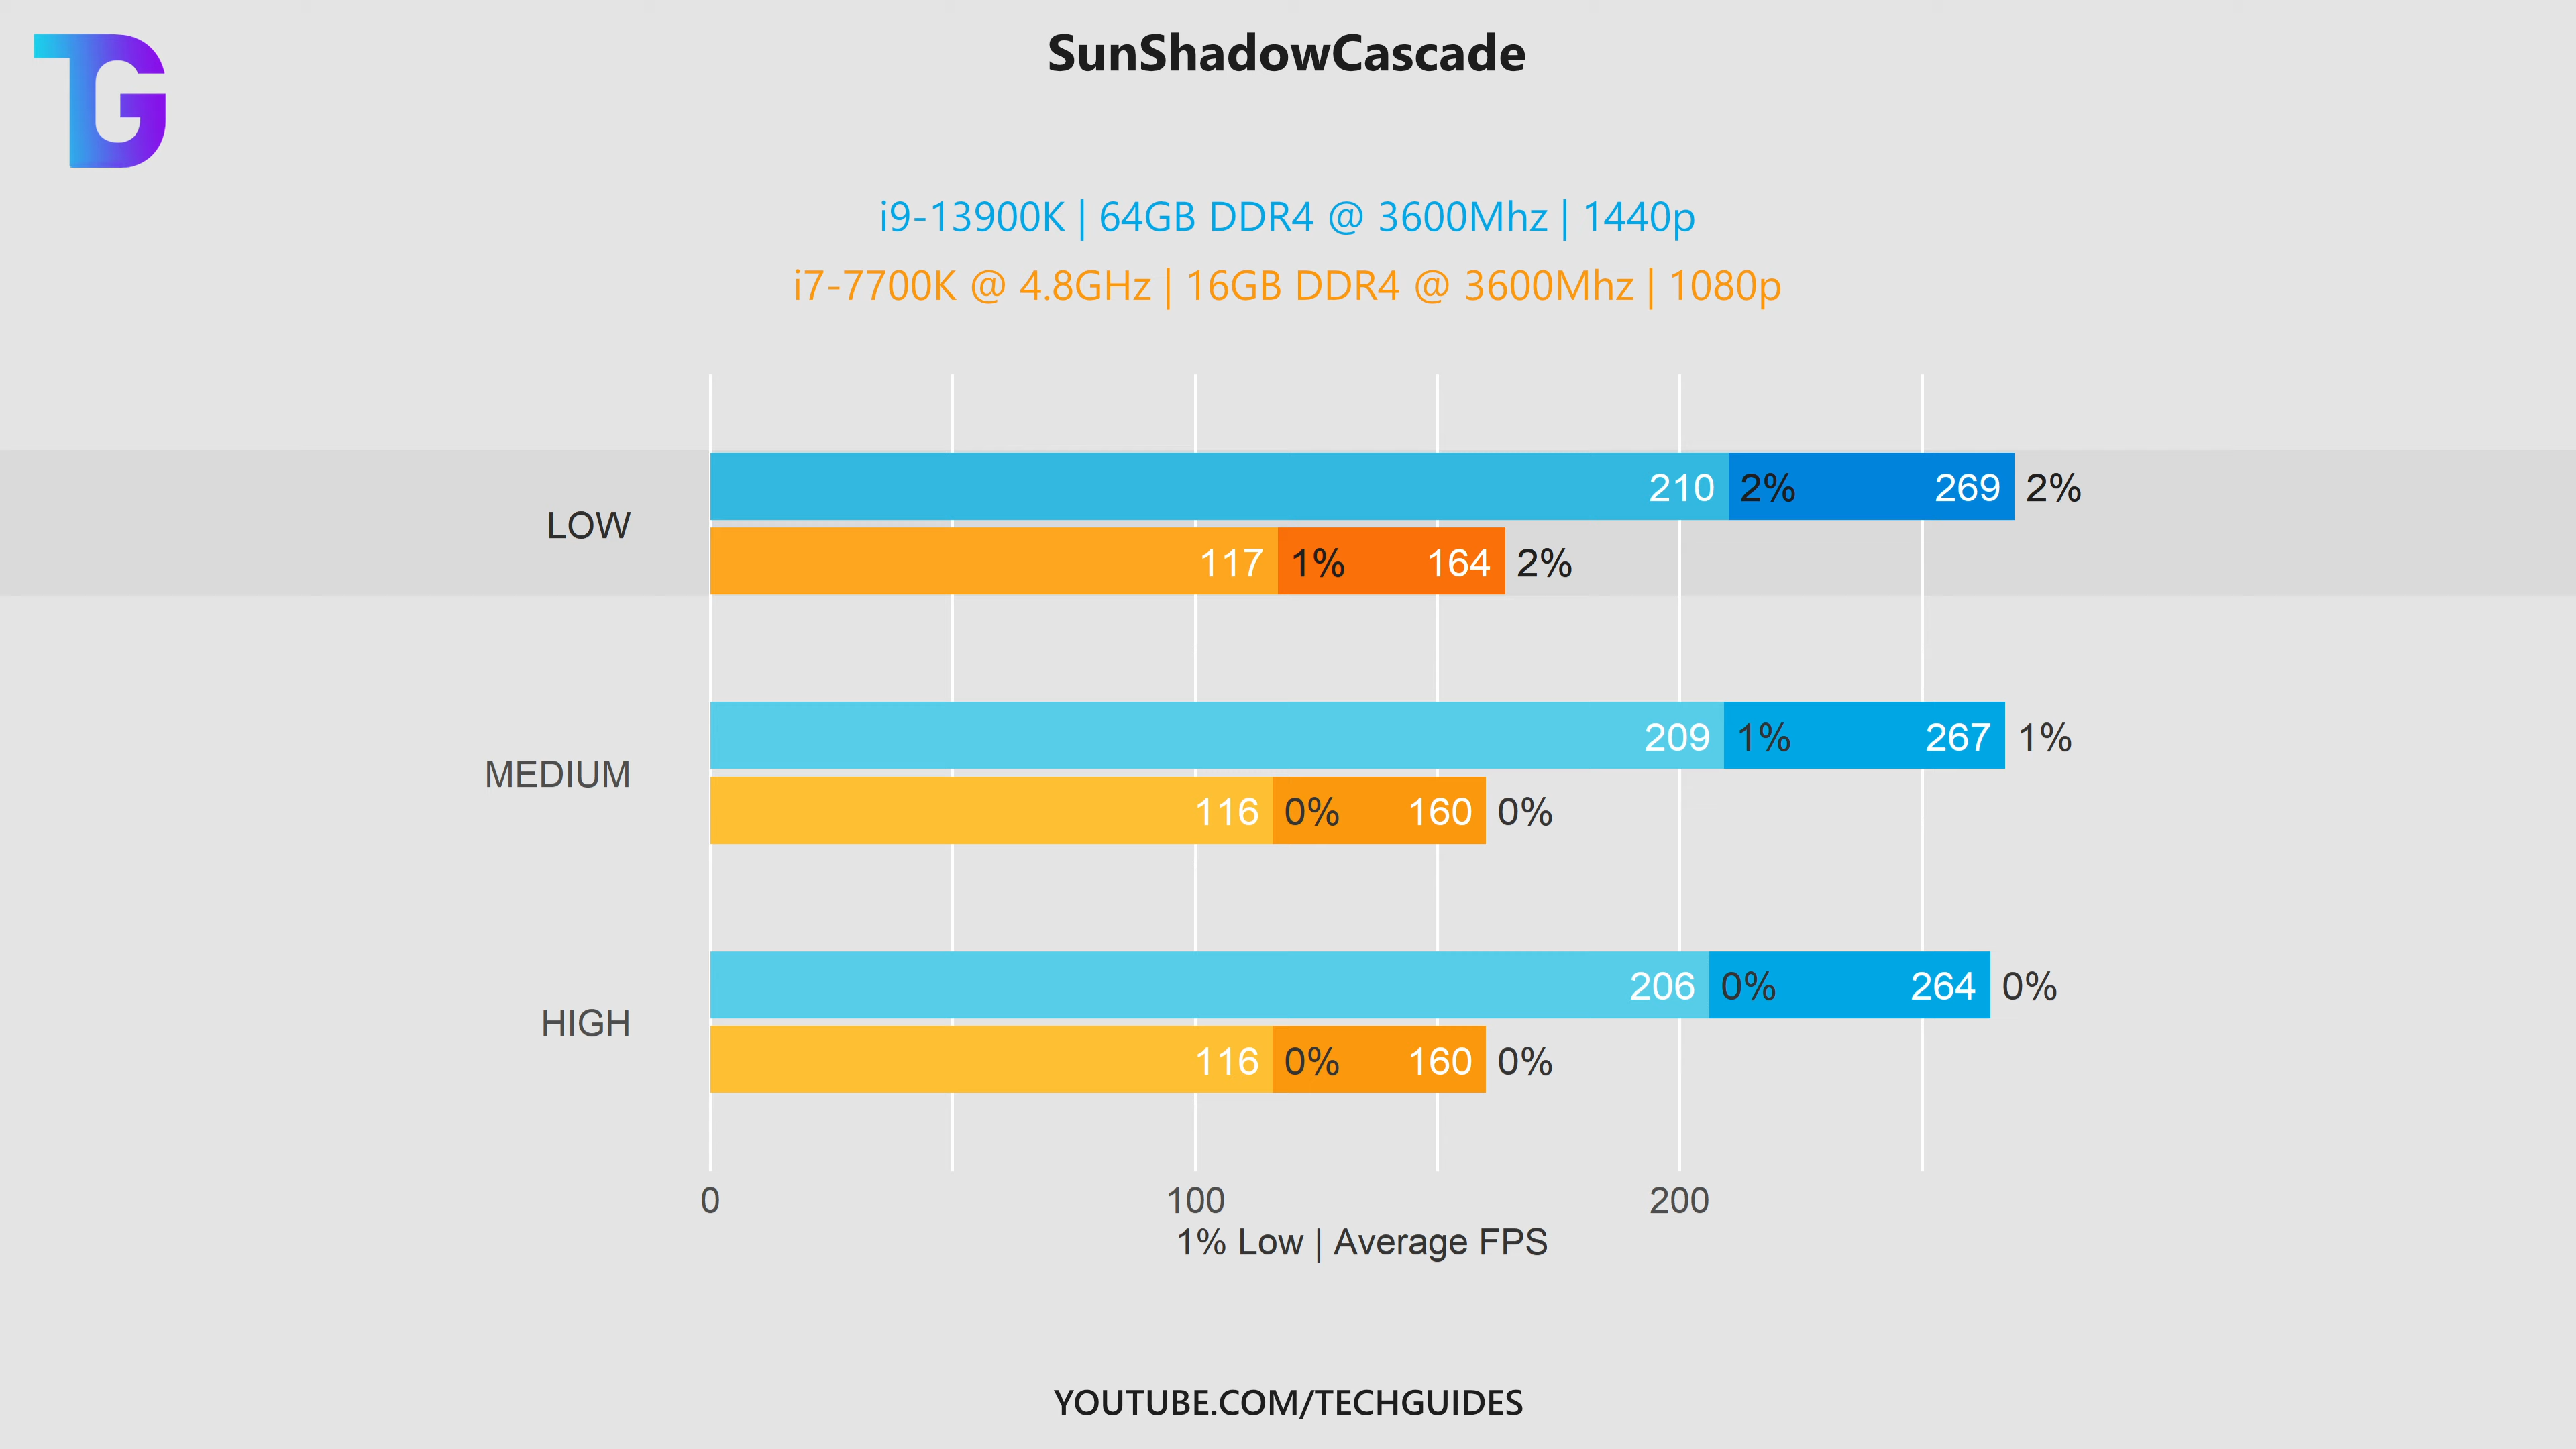 TG
SunShadowCascade
i9-13900K | 64GB DDR4 @ 3600Mhz | 1440p
i7-7700K @ 4.8GHz | 16GB DDR4 @ 3600Mhz | 1080p
LOW
210 2% 269 2%
117 1% 164 2%
MEDIUM
209 1% 267 1%
116 0% 160 0%
HIGH
206 0% 264 0%
116 0% 160 0%
0 100 200
1% Low | Average FPS
YOUTUBE.COM/TECHGUIDES